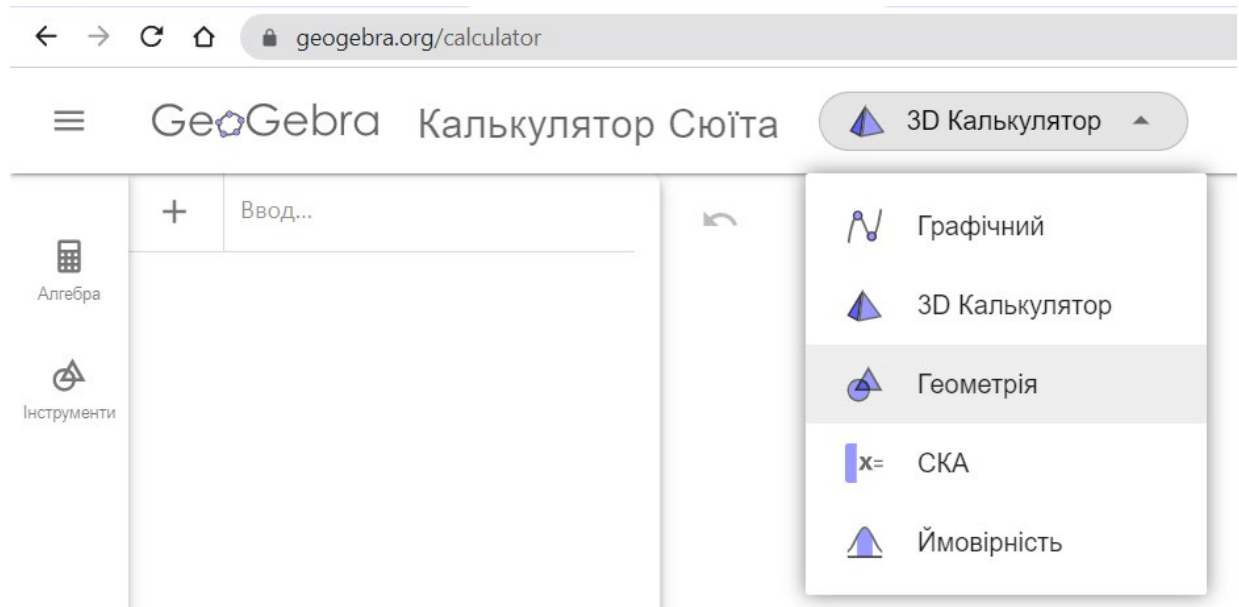 geogebra.org/calculator
GeoGebra Калькулятор Сюїта 3D Калькулятор
+ Ввод...
Алгебра
Інструменти
Графічний
3D Калькулятор
Геометрія
x= СКА
Ймовірність